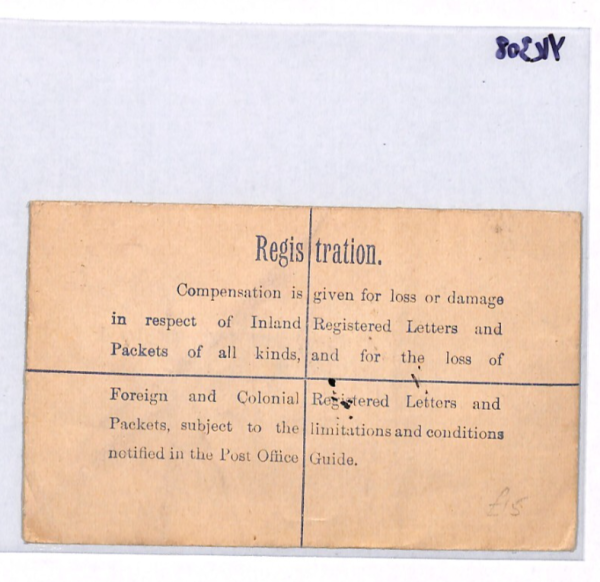 YK308
Registration.
Compensation is given for loss or damage
in respect of Inland Registered Letters and
Packets of all kinds, and for the loss of
Foreign and Colonial Registered Letters and
Packets, subject to the limitations and conditions
notified in the Post Office Guide.
£15